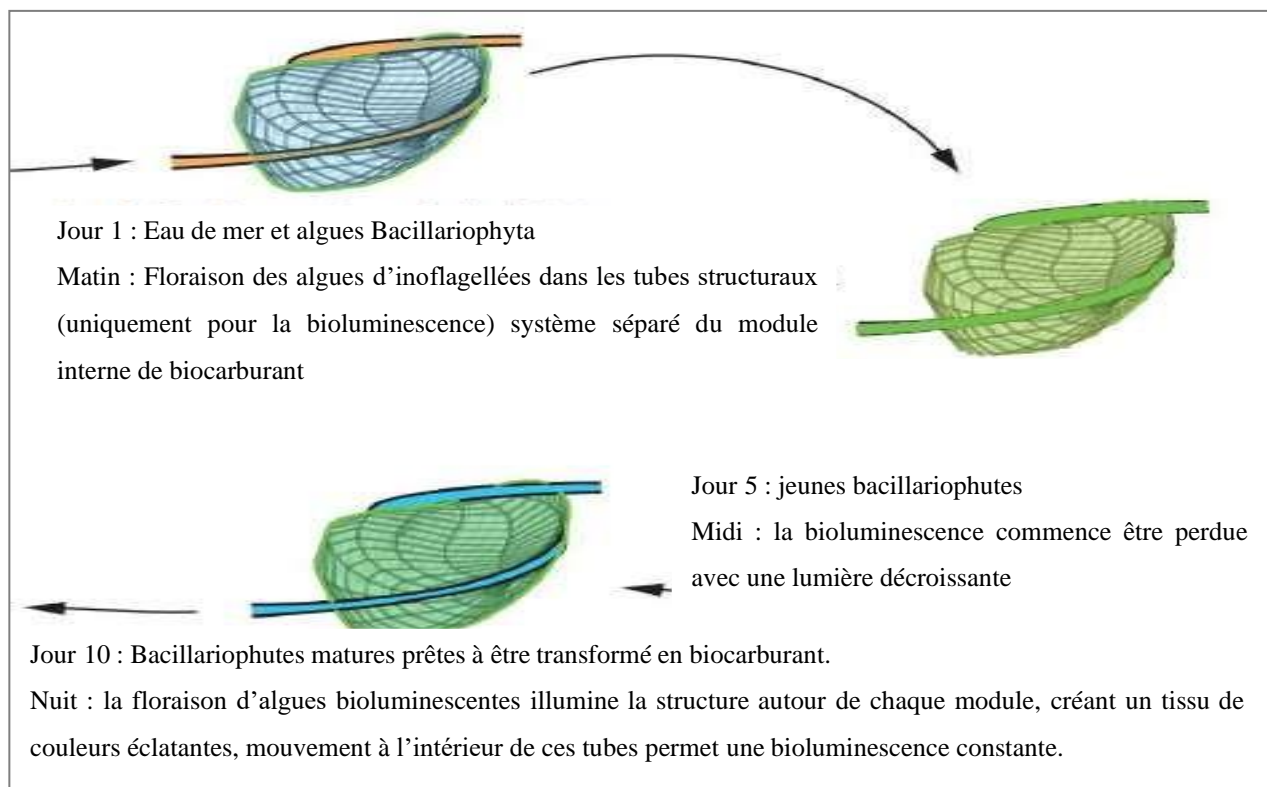 Jour 1 : Eau de mer et algues Bacillariophyta
Matin : Floraison des algues d’inoflagellées dans les tubes structuraux
(uniquement pour la bioluminescence) système séparé du module
interne de biocarburant
Jour 5 : jeunes bacillariophutes
Midi : la bioluminescence commence être perdue
avec une lumière décroissante
Jour 10 : Bacillariophutes matures prêtes à être transformé en biocarburant.
Nuit : la floraison d’algues bioluminescentes illumine la structure autour de chaque module, créant un tissu de
couleurs éclatantes, mouvement à l’intérieur de ces tubes permet une bioluminescence constante.